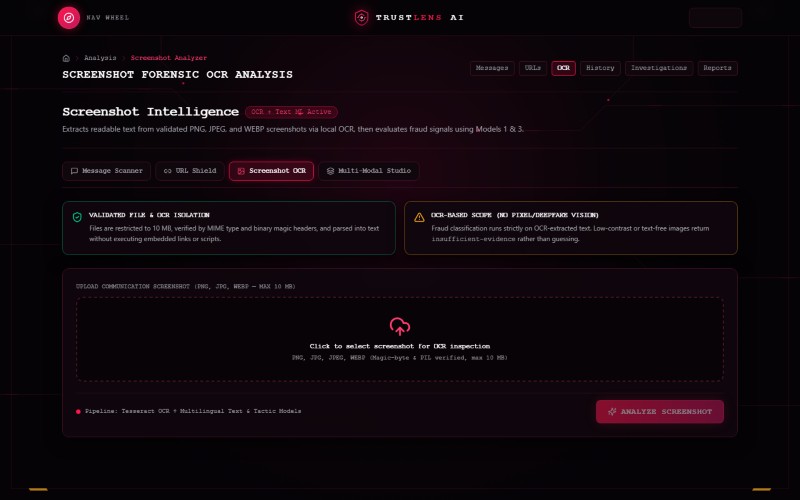 NAV WHEEL
TRUSTLENS AI
Analysis › Screenshot Analyzer
SCREENSHOT FORENSIC OCR ANALYSIS
Messages URLs OCR History Investigations Reports
Screenshot Intelligence
OCR + Text ML Active
Extracts readable text from validated PNG, JPEG, and WEBP screenshots via local OCR, then evaluates fraud signals using Models 1 & 3.
Message Scanner URL Shield Screenshot OCR Multi-Modal Studio
VALIDATED FILE & OCR ISOLATION
Files are restricted to 10 MB, verified by MIME type and binary magic headers, and parsed into text
without executing embedded links or scripts.
OCR-BASED SCOPE (NO PIXEL/DEEPFAKE VISION)
Fraud classification runs strictly on OCR-extracted text. Low-contrast or text-free images return
insufficient-evidence rather than guessing.
UPLOAD COMMUNICATION SCREENSHOT (PNG, JPG, WEBP — MAX 10 MB)
Click to select screenshot for OCR inspection
PNG, JPG, JPEG, WEBP (Magic-byte & PIL verified, max 10 MB)
Pipeline: Tesseract OCR + Multilingual Text & Tactic Models
ANALYZE SCREENSHOT